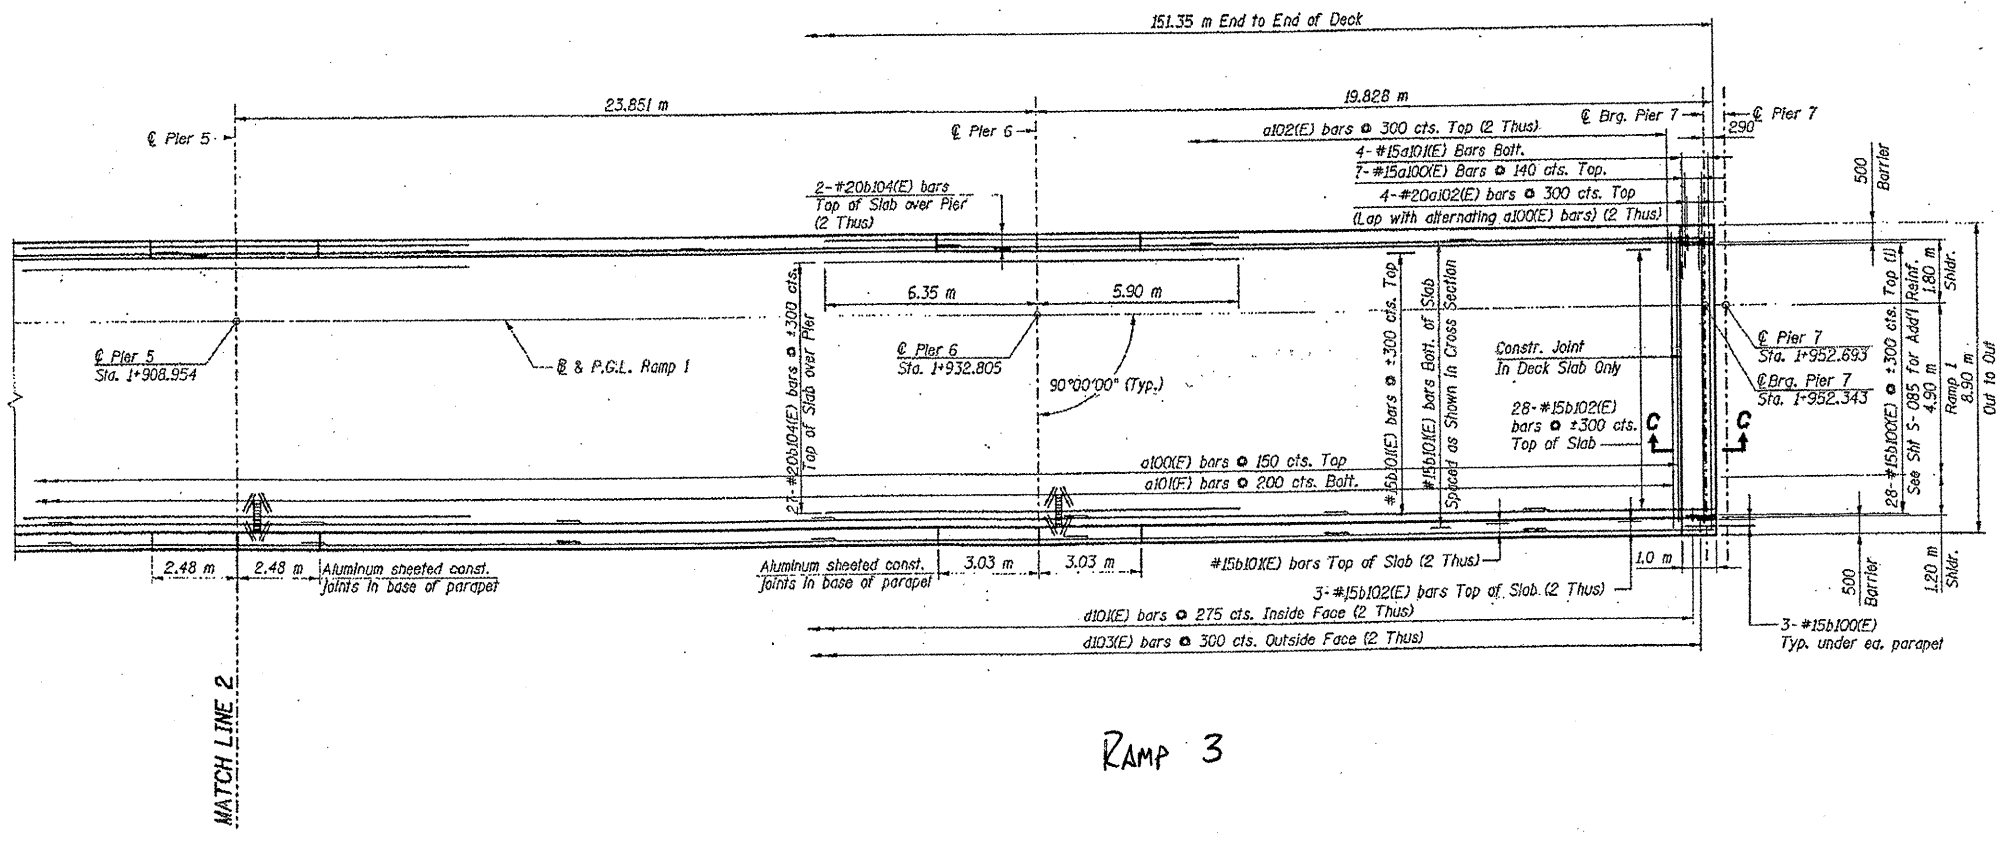 151.35 m End to End of Deck
23.851 m
19.828 m
℄ Pier 5
℄ Pier 6
℄ Brg. Pier 7
℄ Pier 7
290
a102(E) bars @ 300 cts. Top (2 Thus)
4-#15a101(E) Bars Bott.
7-#15a100(E) Bars @ 140 cts. Top.
4-#20a102(E) bars @ 300 cts. Top
(Lap with alternating a100(E) bars) (2 Thus)
500
Barrier
2-#20b104(E) bars
Top of Slab over Pier
(2 Thus)
6.35 m
5.90 m
℄ Pier 5
Sta. 1+908.954
B & P.G.L. Ramp 1
27-#20b104(E) bars @ ±300 cts.
Top of Slab over Pier
℄ Pier 6
Sta. 1+932.805
90°00'00" (Typ.)
#15b101(E) bars @ ±300 cts. Top
#15b101(E) bars Bott. of Slab
Spaced as Shown in Cross Section
Constr. Joint
In Deck Slab Only
28-#15b102(E)
bars @ ±300 cts.
Top of Slab
C
C
℄ Pier 7
Sta. 1+952.693
℄ Brg. Pier 7
Sta. 1+952.343
28-#15b100(E) @ ±300 cts. Top
See Sht S-085 for Add'l Reinf.
1.80 m
Shldr.
4.90 m
Ramp 1
8.90 m
Out to Out
a100(E) bars @ 150 cts. Top
a101(E) bars @ 200 cts. Bott.
2.48 m
2.48 m
Aluminum sheeted const.
joints in base of parapet
Aluminum sheeted const.
joints in base of parapet
3.03 m
3.03 m
#15b101(E) bars Top of Slab (2 Thus)
1.0 m
3-#15b102(E) bars Top of Slab (2 Thus)
500
Barrier
1.20 m
Shldr.
d101(E) bars @ 275 cts. Inside Face (2 Thus)
d103(E) bars @ 300 cts. Outside Face (2 Thus)
3-#15b100(E)
Typ. under ea. parapet
MATCH LINE 2
RAMP 3